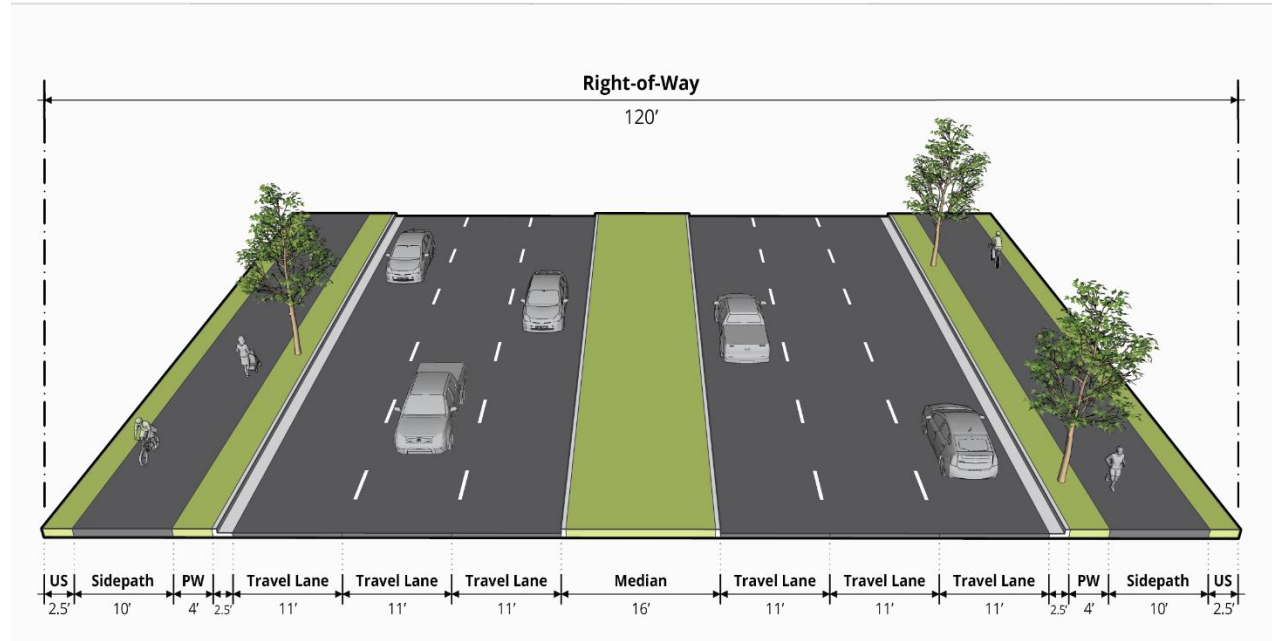 Right-of-Way
120’
US Sidepath PW Travel Lane Travel Lane Travel Lane Median Travel Lane Travel Lane Travel Lane PW Sidepath US
2.5’ 10’ 4’ 2.5’ 11’ 11’ 11’ 16’ 11’ 11’ 11’ 2.5’ 4’ 10’ 2.5’